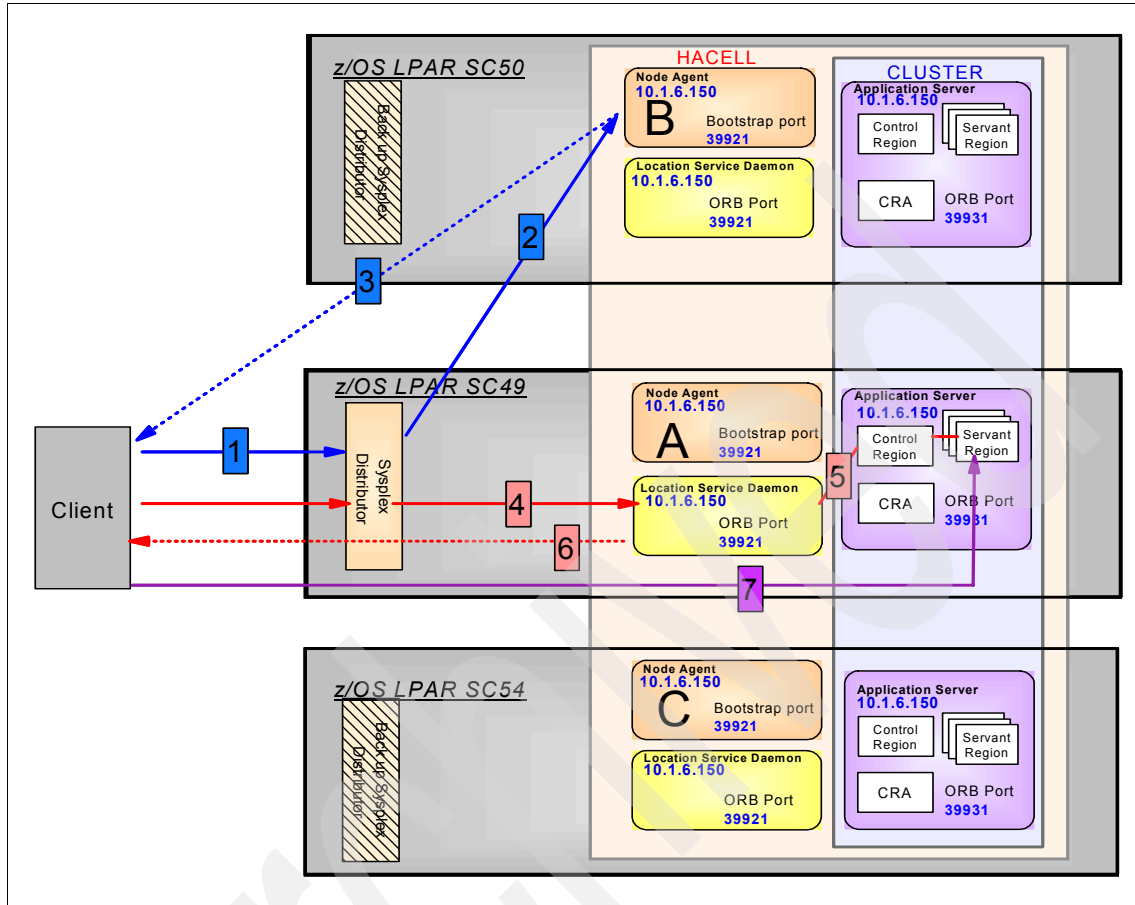 z/OS LPAR SC50
Back up Sysplex
Distributor
HACELL
Node Agent
10.1.6.150
B
Bootstrap port
39921
Location Service Daemon
10.1.6.150
ORB Port
39921
CLUSTER
Application Server
10.1.6.150
Control
Region
Servant
Region
CRA
ORB Port
39931
2
3
Client
1
z/OS LPAR SC49
Sysplex
Distributor
4
6
7
Node Agent
10.1.6.150
A
Bootstrap port
39921
Location Service Daemon
10.1.6.150
ORB Port
39921
5
Application Server
10.1.6.150
Control
Region
Servant
Region
CRA
ORB Port
39931
z/OS LPAR SC54
Back up Sysplex
Distributor
Node Agent
10.1.6.150
C
Bootstrap port
39921
Location Service Daemon
10.1.6.150
ORB Port
39921
Application Server
10.1.6.150
Control
Region
Servant
Region
CRA
ORB Port
39931